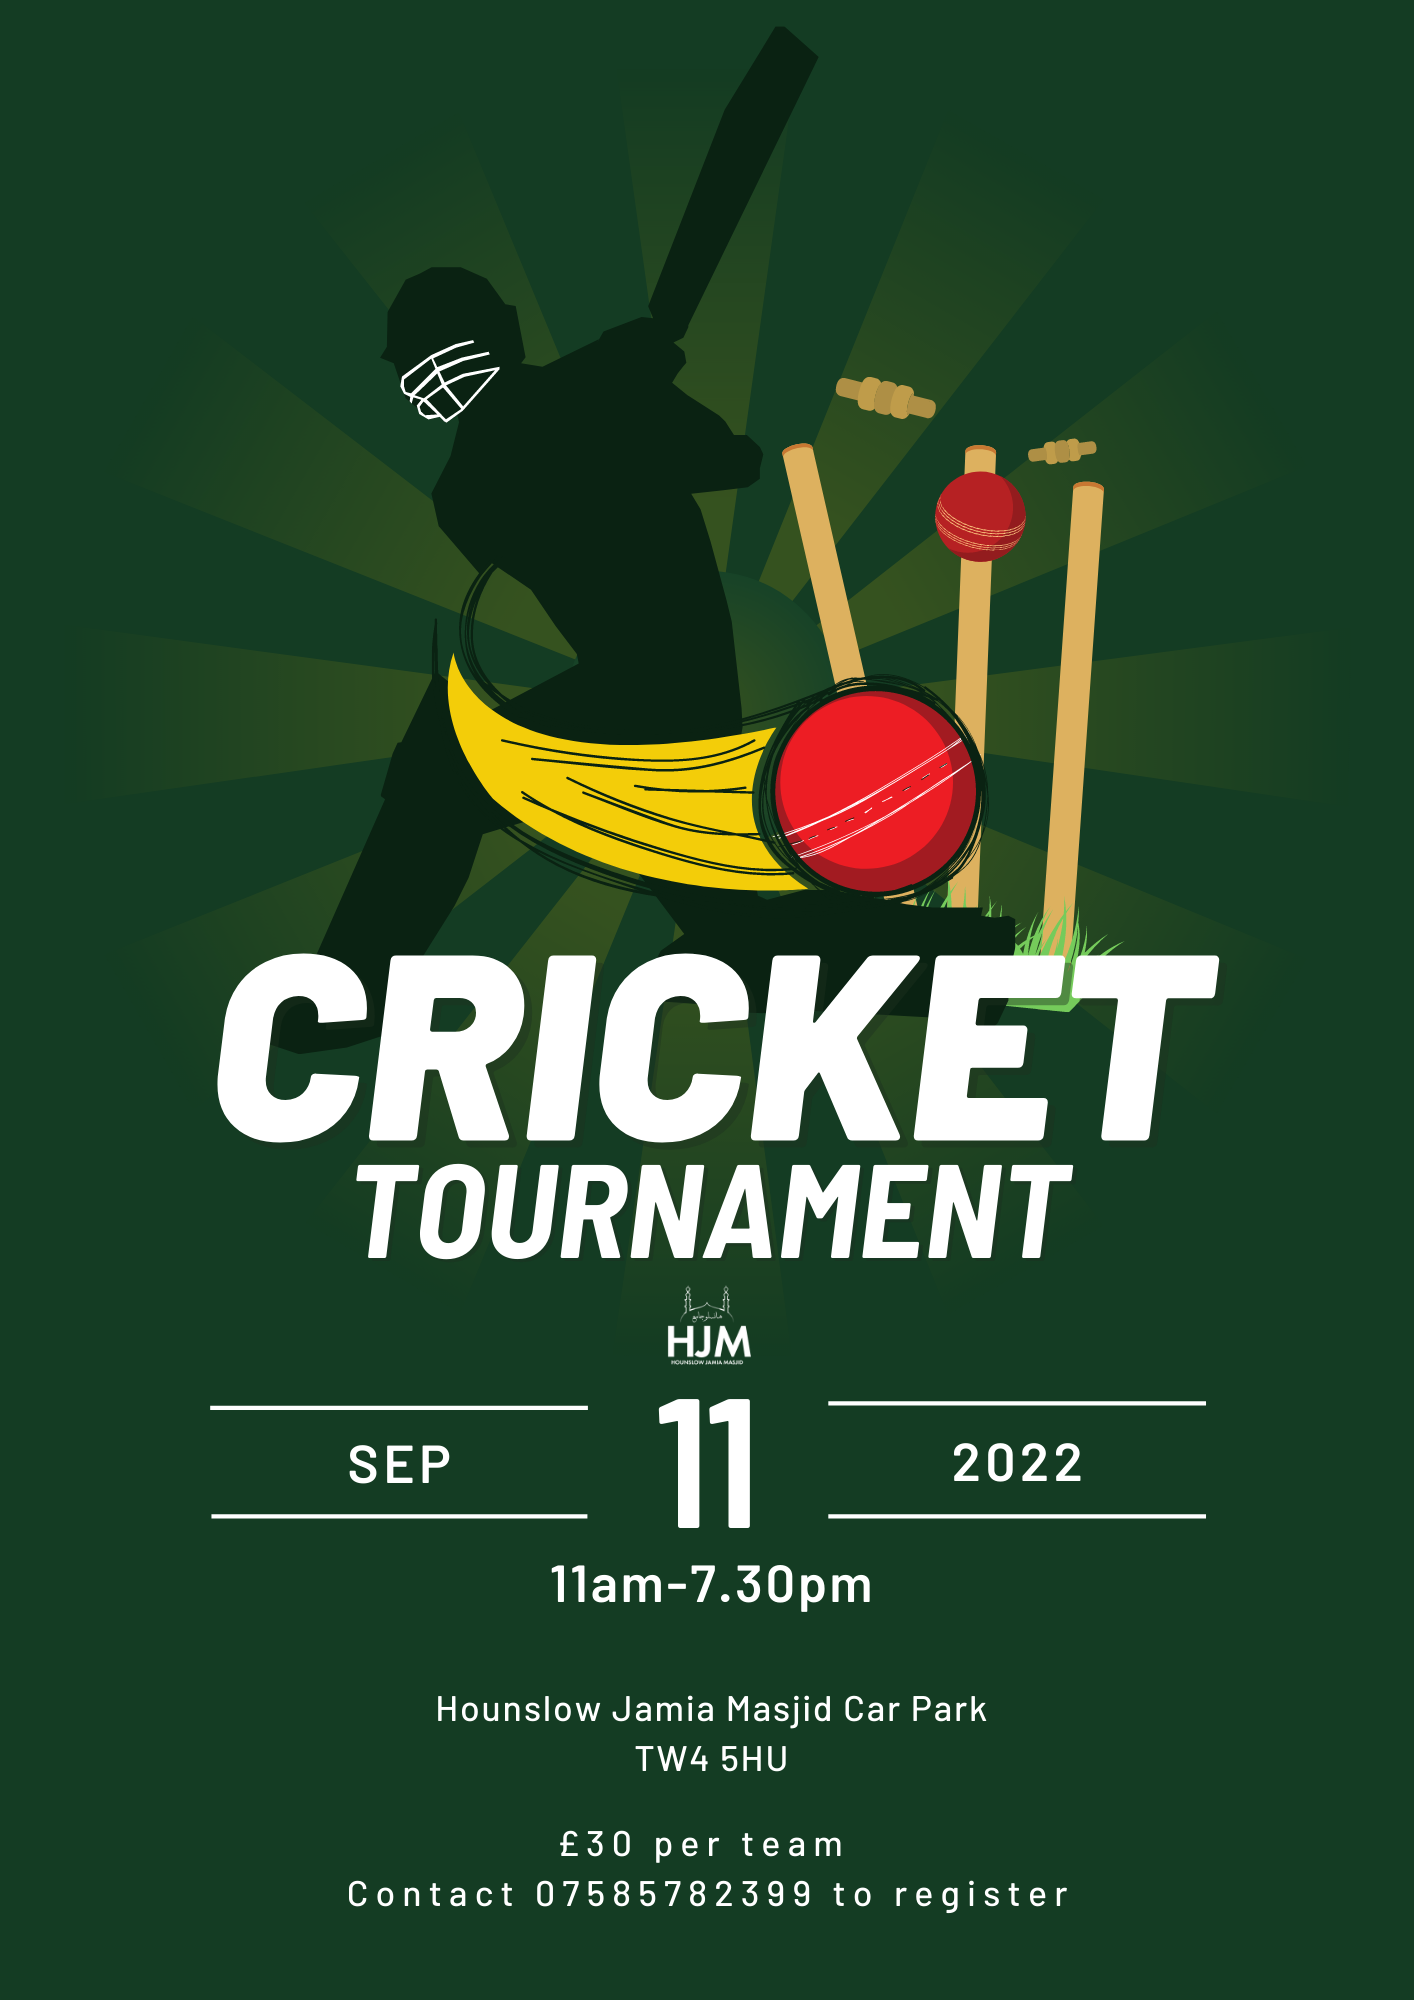 CRICKET
TOURNAMENT
HJM
HOUNSLOW JAMIA MASJID
SEP
11
2022
11am-7.30pm
Hounslow Jamia Masjid Car Park
TW4 5HU
£30 per team
Contact 07585782399 to register